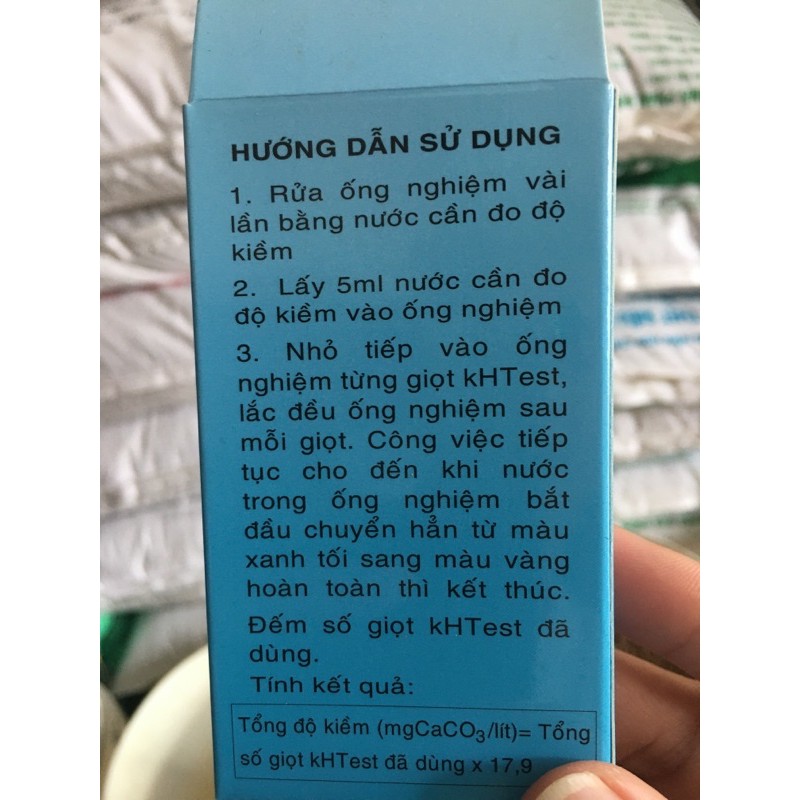 HƯỚNG DẪN SỬ DỤNG
1. Rửa ống nghiệm vài
lần bằng nước cần đo độ
kiềm
2. Lấy 5ml nước cần đo
độ kiềm vào ống nghiệm
3. Nhỏ tiếp vào ống
nghiệm từng giọt kHTest,
lắc đều ống nghiệm sau
mỗi giọt. Công việc tiếp
tục cho đến khi nước
trong ống nghiệm bắt
đầu chuyển hẳn từ màu
xanh tối sang màu vàng
hoàn toàn thì kết thúc.
Đếm số giọt kHTest đã
dùng.
Tính kết quả:
Tổng độ kiềm (mgCaCO₃/lít)= Tổng
số giọt kHTest đã dùng x 17,9